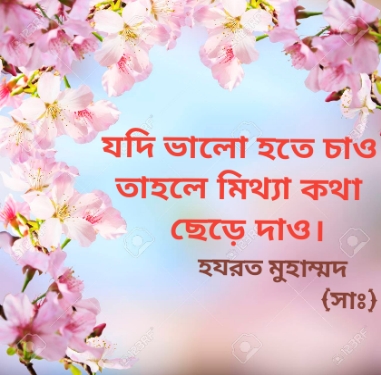 যদি ভালো হতে চাও
তাহলে মিথ্যা কথা
ছেড়ে দাও।
হযরত মুহাম্মদ
{সাঃ}